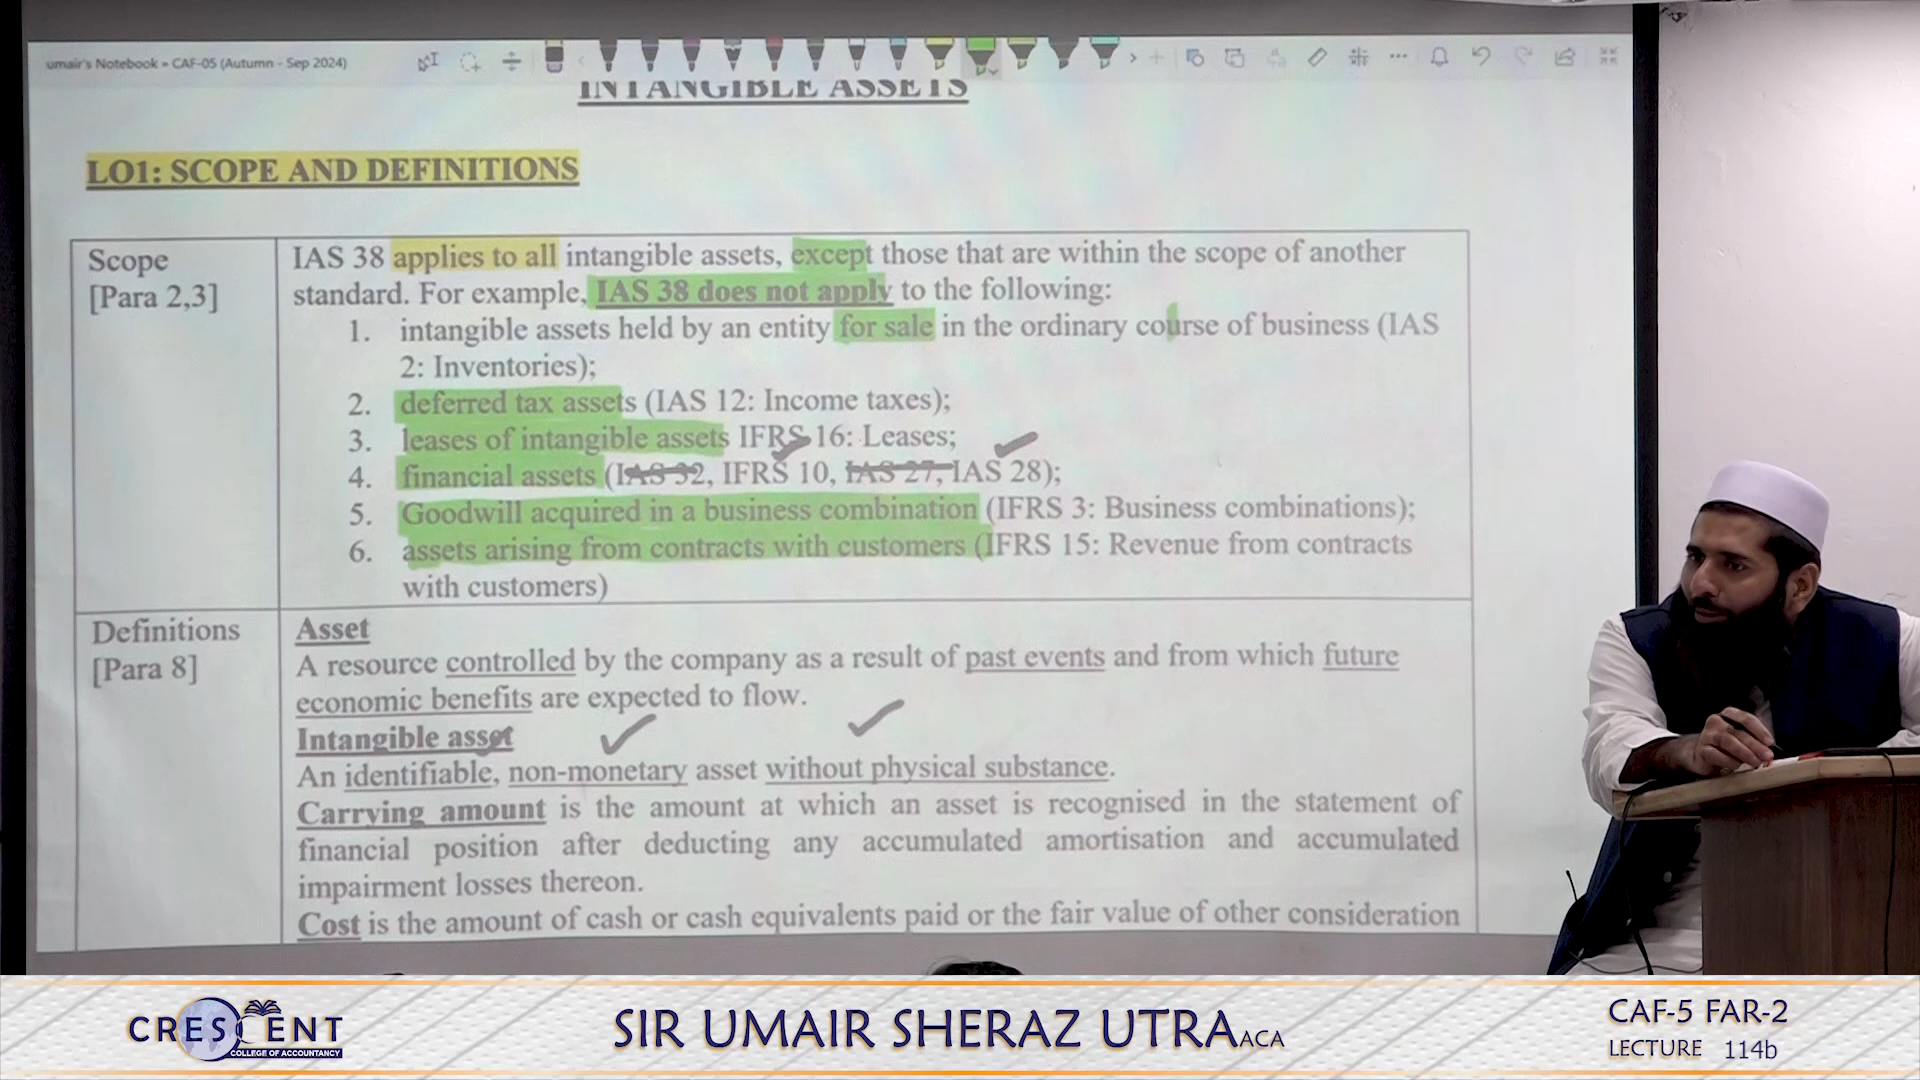 umair's Notebook » CAF-05 (Autumn - Sep 2024)
INTANGIBLE ASSETS
LO1: SCOPE AND DEFINITIONS
Scope
[Para 2,3]
IAS 38 applies to all intangible assets, except those that are within the scope of another
standard. For example, IAS 38 does not apply to the following:
1. intangible assets held by an entity for sale in the ordinary course of business (IAS
2: Inventories);
2. deferred tax assets (IAS 12: Income taxes);
3. leases of intangible assets IFRS 16: Leases;
4. financial assets (IAS 32, IFRS 10, IAS 27, IAS 28);
5. Goodwill acquired in a business combination (IFRS 3: Business combinations);
6. assets arising from contracts with customers (IFRS 15: Revenue from contracts
with customers)
Definitions
[Para 8]
Asset
A resource controlled by the company as a result of past events and from which future
economic benefits are expected to flow.
Intangible asset
An identifiable, non-monetary asset without physical substance.
Carrying amount is the amount at which an asset is recognised in the statement of
financial position after deducting any accumulated amortisation and accumulated
impairment losses thereon.
Cost is the amount of cash or cash equivalents paid or the fair value of other consideration
CRESCENT
COLLEGE OF ACCOUNTANCY
SIR UMAIR SHERAZ UTRA ACA
CAF-5 FAR-2
LECTURE 114b